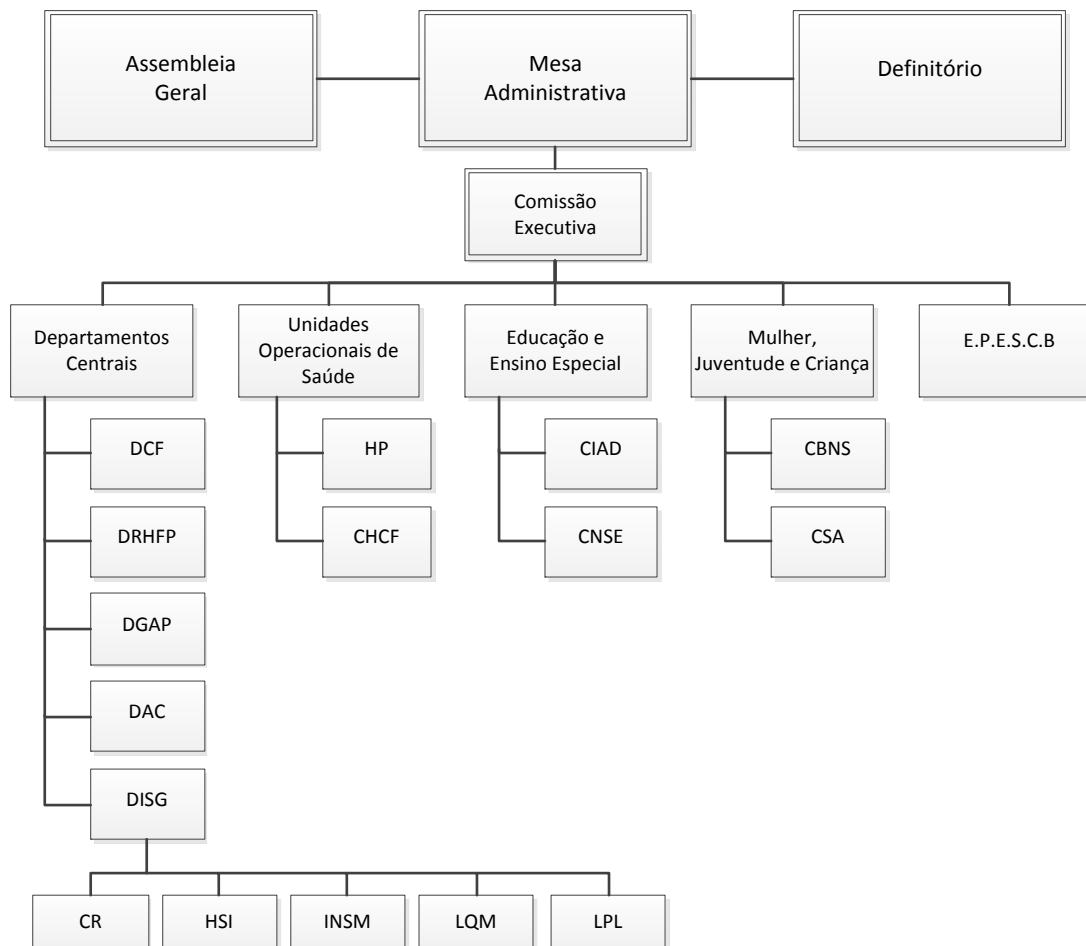 Assembleia
Geral
Mesa
Administrativa
Definitório
Comissão
Executiva
Departamentos
Centrais
Unidades
Operacionais de
Saúde
Educação e
Ensino Especial
Mulher,
Juventude e Criança
E.P.E.S.C.B
DCF
HP
CIAD
CBNS
DRHFP
CHCF
CNSE
CSA
DGAP
DAC
DISG
CR
HSI
INSM
LQM
LPL